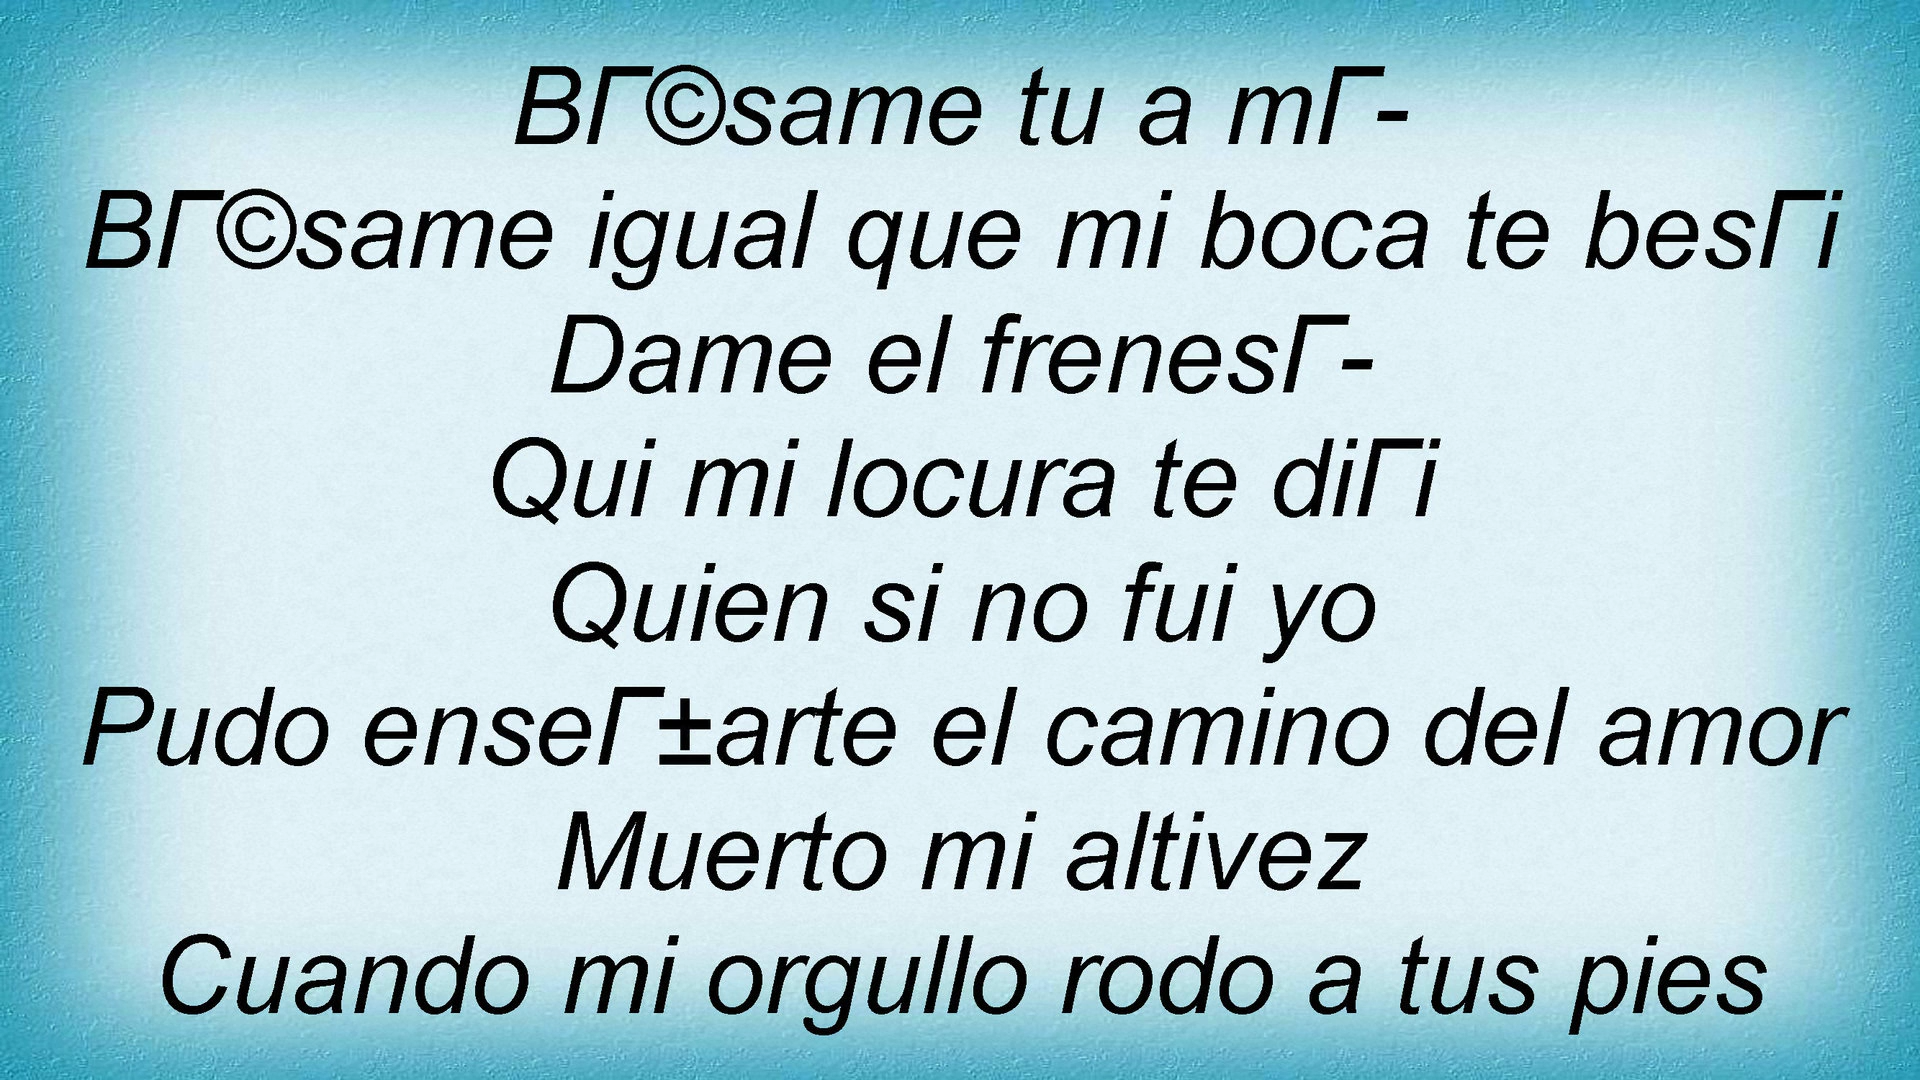 BГ©same tu a mГ-
BГ©same igual que mi boca te besГi
Dame el frenesГ-
Qui mi locura te diГi
Quien si no fui yo
Pudo enseГ±arte el camino del amor
Muerto mi altivez
Cuando mi orgullo rodo a tus pies